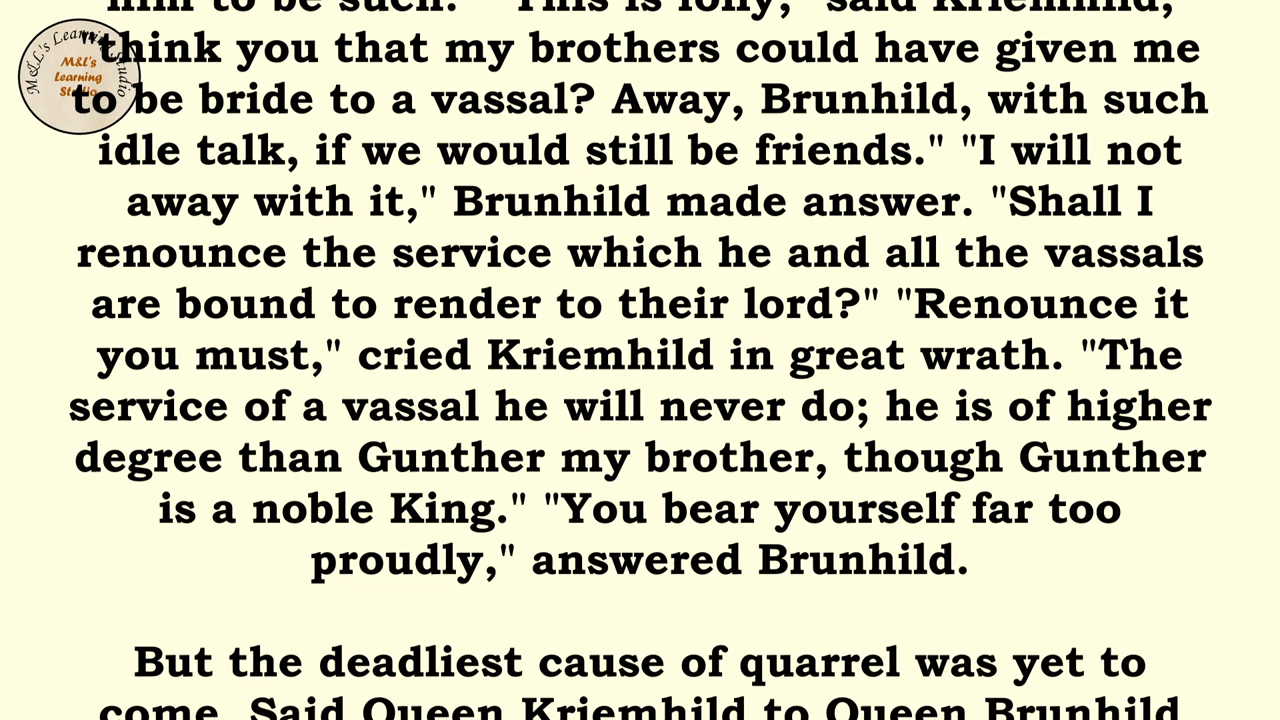 him to be such." "This is folly," said Kriemhild,
"think you that my brothers could have given me
to be bride to a vassal? Away, Brunhild, with such
idle talk, if we would still be friends." "I will not
away with it," Brunhild made answer. "Shall I
renounce the service which he and all the vassals
are bound to render to their lord?" "Renounce it
you must," cried Kriemhild in great wrath. "The
service of a vassal he will never do; he is of higher
degree than Gunther my brother, though Gunther
is a noble King." "You bear yourself far too
proudly," answered Brunhild.
But the deadliest cause of quarrel was yet to
come. Said Queen Kriemhild to Queen Brunhild
M&L's Learning Studio
M&L's
Learning
Studio